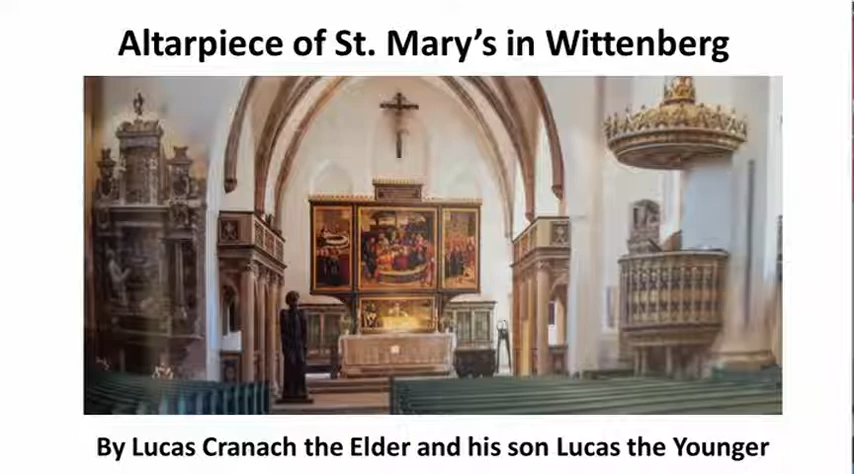 Altarpiece of St. Mary’s in Wittenberg
By Lucas Cranach the Elder and his son Lucas the Younger